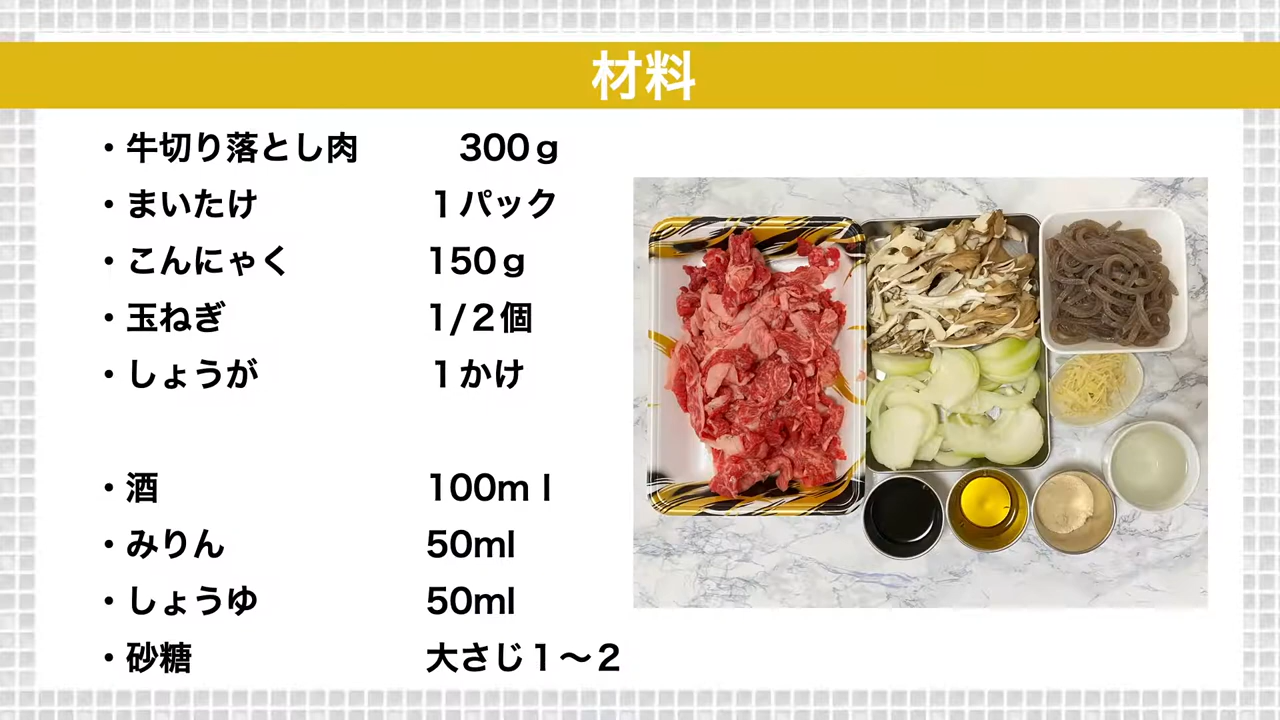 材料
・牛切り落とし肉 300ｇ
・まいたけ １パック
・こんにゃく 150ｇ
・玉ねぎ 1/２個
・しょうが １かけ
・酒 100ｍｌ
・みりん 50ml
・しょうゆ 50ml
・砂糖 大さじ１〜２